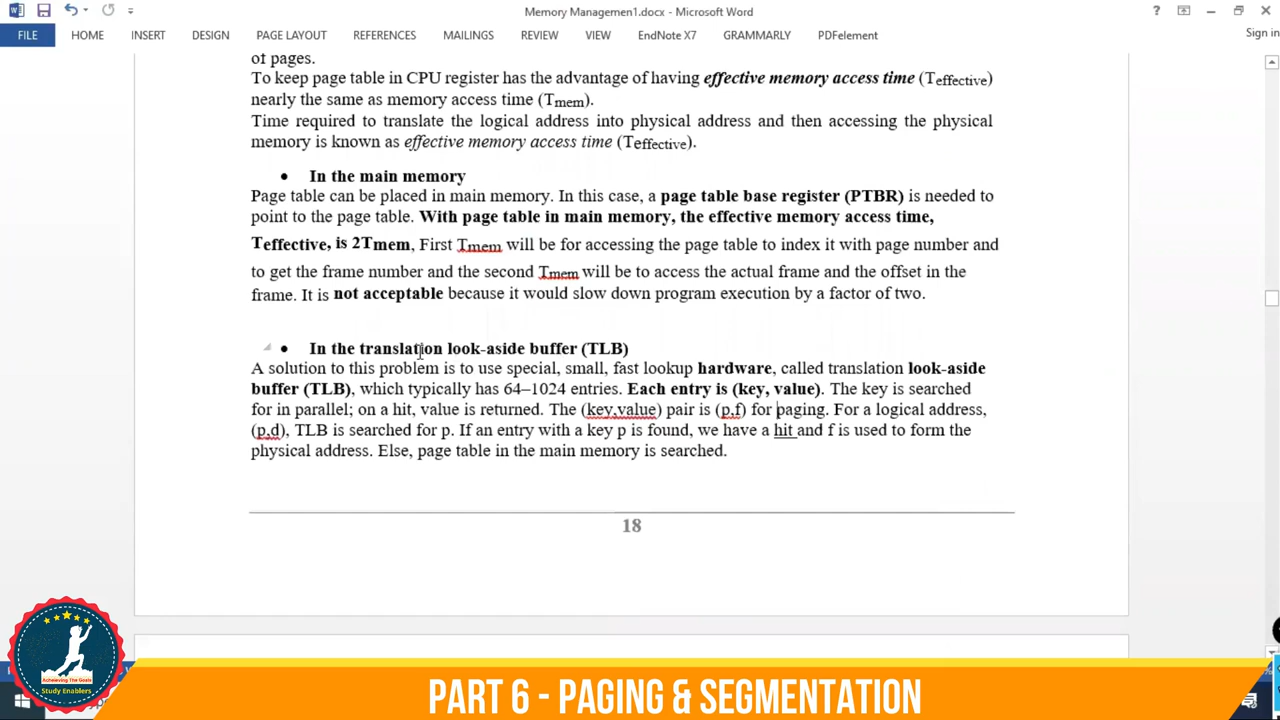 Memory Managemen1.docx - Microsoft Word
?
FILE HOME INSERT DESIGN PAGE LAYOUT REFERENCES MAILINGS REVIEW VIEW EndNote X7 GRAMMARLY PDFelement Sign in
of pages.
To keep page table in CPU register has the advantage of having effective memory access time (Teffective)
nearly the same as memory access time (Tmem).
Time required to translate the logical address into physical address and then accessing the physical
memory is known as effective memory access time (Teffective).
• In the main memory
Page table can be placed in main memory. In this case, a page table base register (PTBR) is needed to
point to the page table. With page table in main memory, the effective memory access time,
Teffective, is 2Tmem, First Tmem will be for accessing the page table to index it with page number and
to get the frame number and the second Tmem will be to access the actual frame and the offset in the
frame. It is not acceptable because it would slow down program execution by a factor of two.
• In the translation look-aside buffer (TLB)
A solution to this problem is to use special, small, fast lookup hardware, called translation look-aside
buffer (TLB), which typically has 64–1024 entries. Each entry is (key, value). The key is searched
for in parallel; on a hit, value is returned. The (key,value) pair is (p,f) for paging. For a logical address,
(p,d), TLB is searched for p. If an entry with a key p is found, we have a hit and f is used to form the
physical address. Else, page table in the main memory is searched.
18
Achieveing The Goals
Study Enablers
PART 6 - PAGING & SEGMENTATION